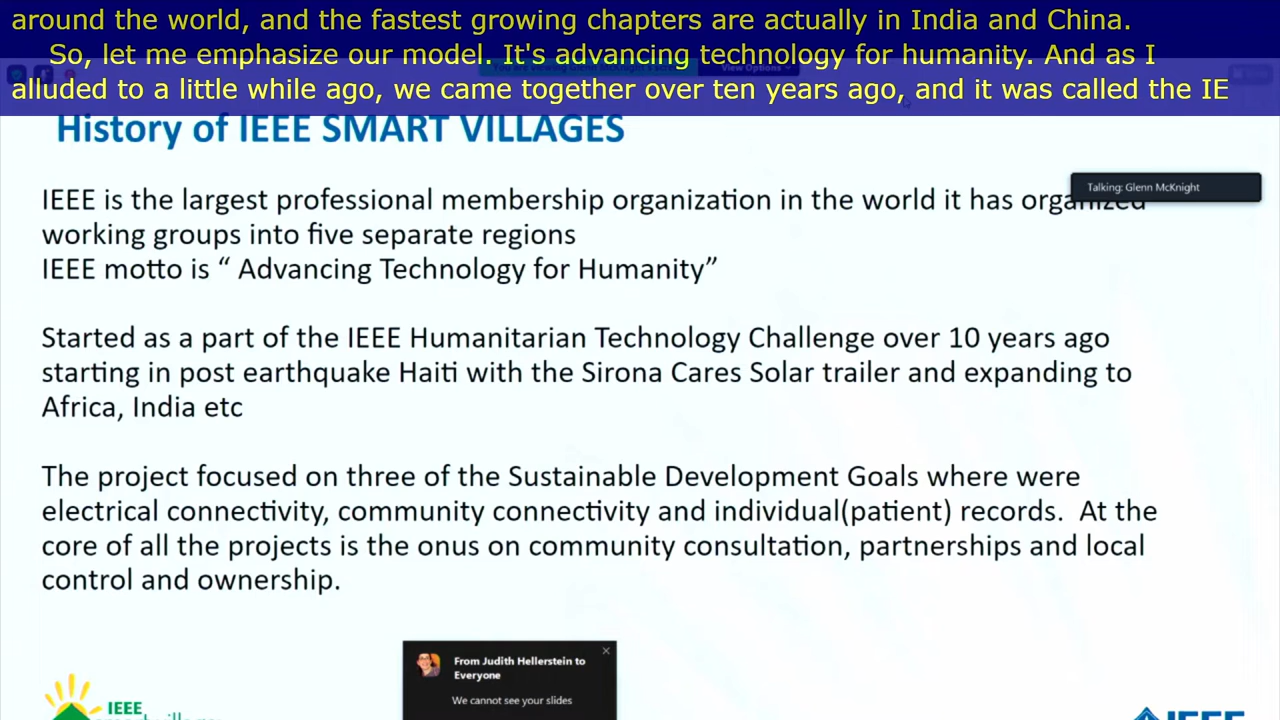 around the world, and the fastest growing chapters are actually in India and China.
So, let me emphasize our model. It's advancing technology for humanity. And as I
alluded to a little while ago, we came together over ten years ago, and it was called the IE
View Options
History of IEEE SMART VILLAGES
Talking: Glenn McKnight
IEEE is the largest professional membership organization in the world it has organized
working groups into five separate regions
IEEE motto is “ Advancing Technology for Humanity”
Started as a part of the IEEE Humanitarian Technology Challenge over 10 years ago
starting in post earthquake Haiti with the Sirona Cares Solar trailer and expanding to
Africa, India etc
The project focused on three of the Sustainable Development Goals where were
electrical connectivity, community connectivity and individual(patient) records.  At the
core of all the projects is the onus on community consultation, partnerships and local
control and ownership.
From Judith Hellerstein to
Everyone
We cannot see your slides
IEEE
IEEE